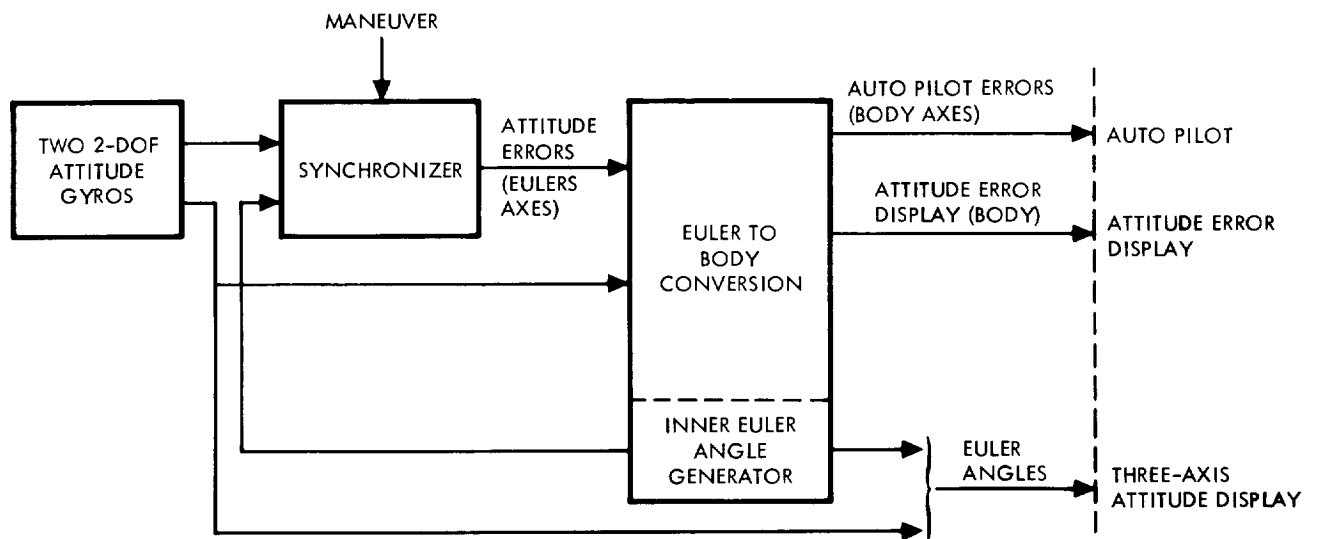 MANEUVER
TWO 2-DOF
ATTITUDE
GYROS
SYNCHRONIZER
ATTITUDE
ERRORS
(EULERS
AXES)
EULER TO
BODY
CONVERSION
INNER EULER
ANGLE
GENERATOR
AUTO PILOT ERRORS
(BODY AXES)
AUTO PILOT
ATTITUDE ERROR
DISPLAY (BODY)
ATTITUDE ERROR
DISPLAY
EULER
ANGLES
THREE-AXIS
ATTITUDE DISPLAY